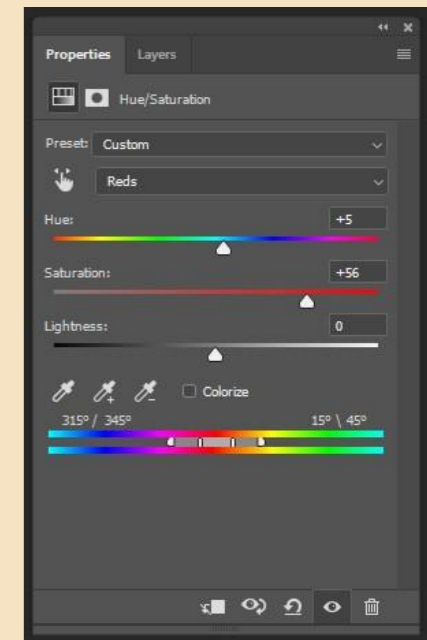 Properties Layers
Hue/Saturation
Preset: Custom
Reds
Hue: +5
Saturation: +56
Lightness: 0
Colorize
315° / 345° 15° \ 45°